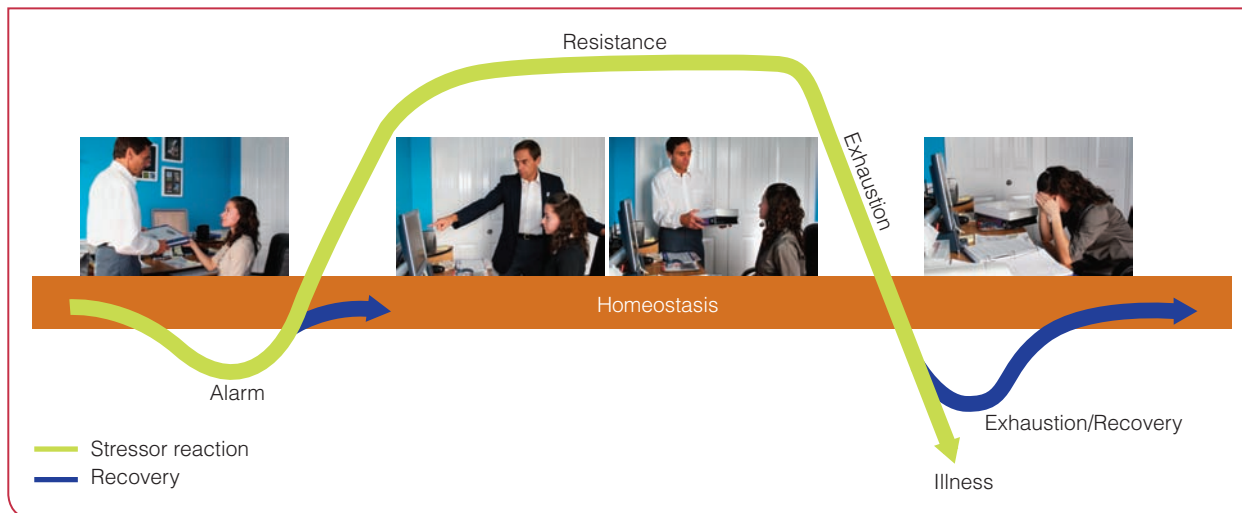 Resistance
Exhaustion
Homeostasis
Alarm
Exhaustion/Recovery
Stressor reaction
Recovery
Illness